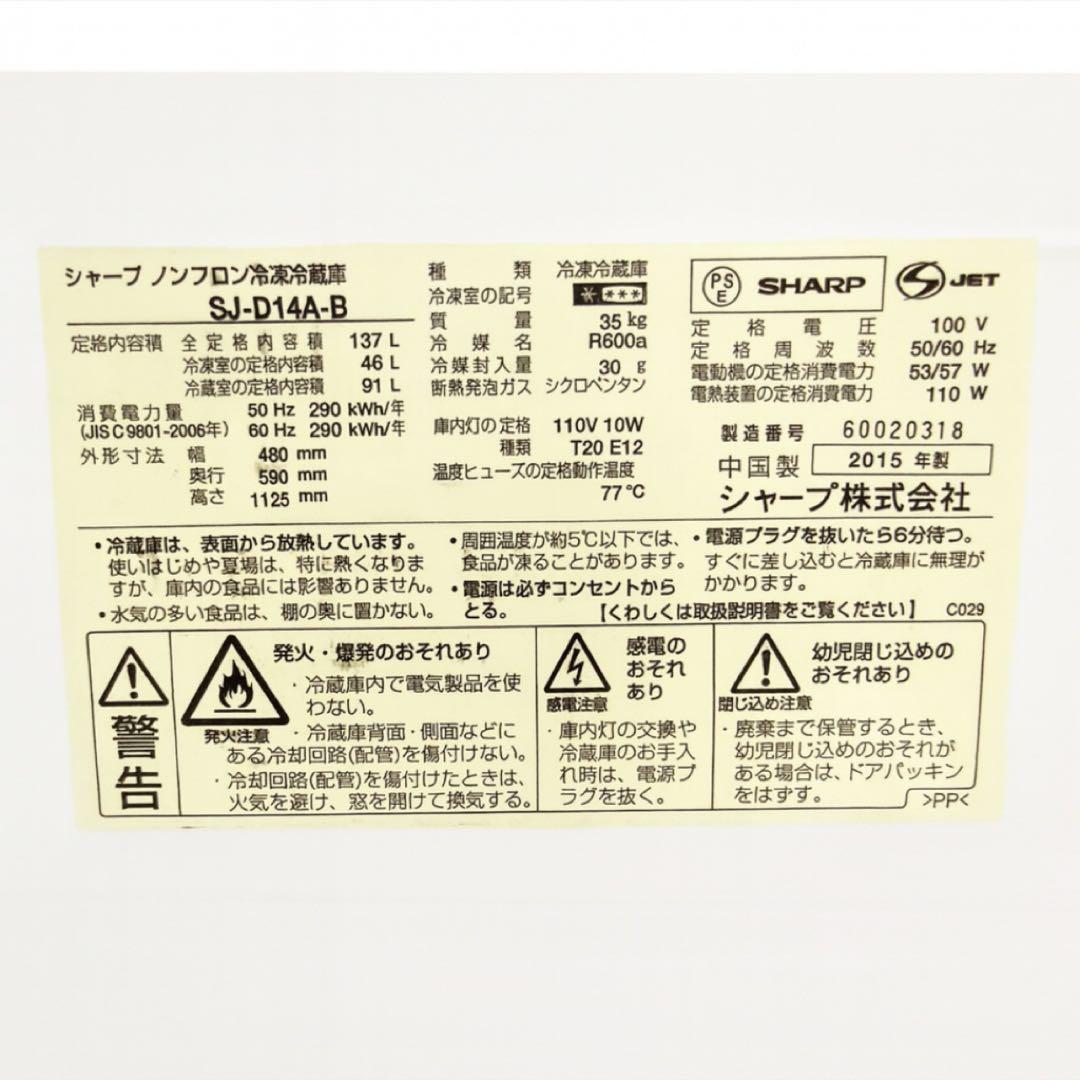 シャープ ノンフロン冷凍冷蔵庫
SJ-D14A-B
定格内容積 全定格内容積 137 L
冷凍室の定格内容積 46 L
冷蔵室の定格内容積 91 L
消費電力量 50 Hz 290 kWh/年
(JIS C 9801-2006年) 60 Hz 290 kWh/年
外形寸法 幅 480 mm
奥行 590 mm
高さ 1125 mm
種類 冷凍冷蔵庫
冷凍室の記号 * ***
質量 35 kg
冷媒名 R600a
冷媒封入量 30 g
断熱発泡ガス シクロペンタン
庫内灯の定格 110V 10W
種類 T20 E12
温度ヒューズの定格動作温度
77℃
PS
E
SHARP
S JET
定格電圧 100 V
定格周波数 50/60 Hz
電動機の定格消費電力 53/57 W
電熱装置の定格消費電力 110 W
製造番号 60020318
中国製 2015 年製
シャープ株式会社
・冷蔵庫は、表面から放熱しています。
使いはじめや夏場は、特に熱くなりま
すが、庫内の食品には影響ありません。
・水気の多い食品は、棚の奥に置かない。
・周囲温度が約5℃以下では、
食品が凍ることがあります。
・電源は必ずコンセントから
とる。
・電源プラグを抜いたら6分待つ。
すぐに差し込むと冷蔵庫に無理が
かかります。
【くわしくは取扱説明書をご覧ください】 C029
警告
発火・爆発のおそれあり
発火注意
・冷蔵庫内で電気製品を使
わない。
・冷蔵庫背面・側面などに
ある冷却回路(配管)を傷付けない。
・冷却回路(配管)を傷付けたときは、
火気を避け、窓を開けて換気する。
感電の
おそれ
あり
感電注意
・庫内灯の交換や
冷蔵庫のお手入
れ時は、電源プ
ラグを抜く。
幼児閉じ込めの
おそれあり
閉じ込め注意
・廃棄まで保管するとき、
幼児閉じ込めのおそれが
ある場合は、ドアパッキン
をはずす。
>PP<